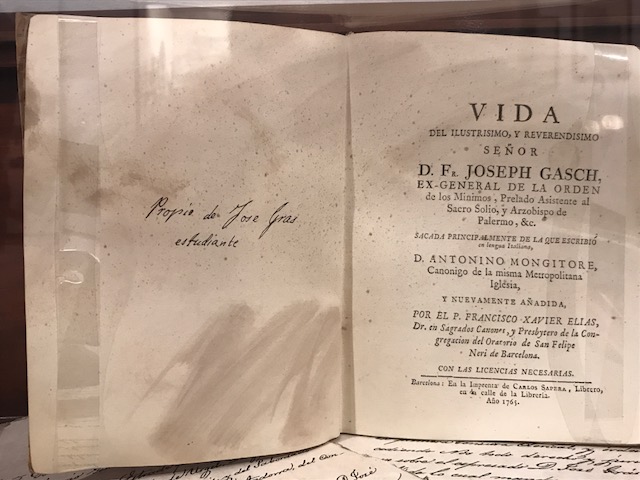 Propio de Jose Gras
estudiante
VIDA
DEL ILUSTRISIMO, Y REVERENDISIMO
SEÑOR
D. Fr. JOSEPH GASCH,
EX-GENERAL DE LA ORDEN
de los Minimos, Prelado Asistente al
Sacro Solio, y Arzobispo de
Palermo, &c.
SACADA PRINCIPALMENTE DE LA QUE ESCRIBIÓ
en lengua Italiana,
D. ANTONINO MONGITORE,
Canonigo de la misma Metropolitana
Iglesia,
Y NUEVAMENTE AÑADIDA,
POR EL P. FRANCISCO XAVIER ELIAS,
Dr. en Sagrados Canones, y Presbytero de la Con-
gregacion del Oratorio de San Felipe
Neri de Barcelona.
CON LAS LICENCIAS NECESARIAS.
Barcelona: En la Imprenta de CARLOS SAPERA, Librero,
en la calle de la Libreria.
Año 1765.